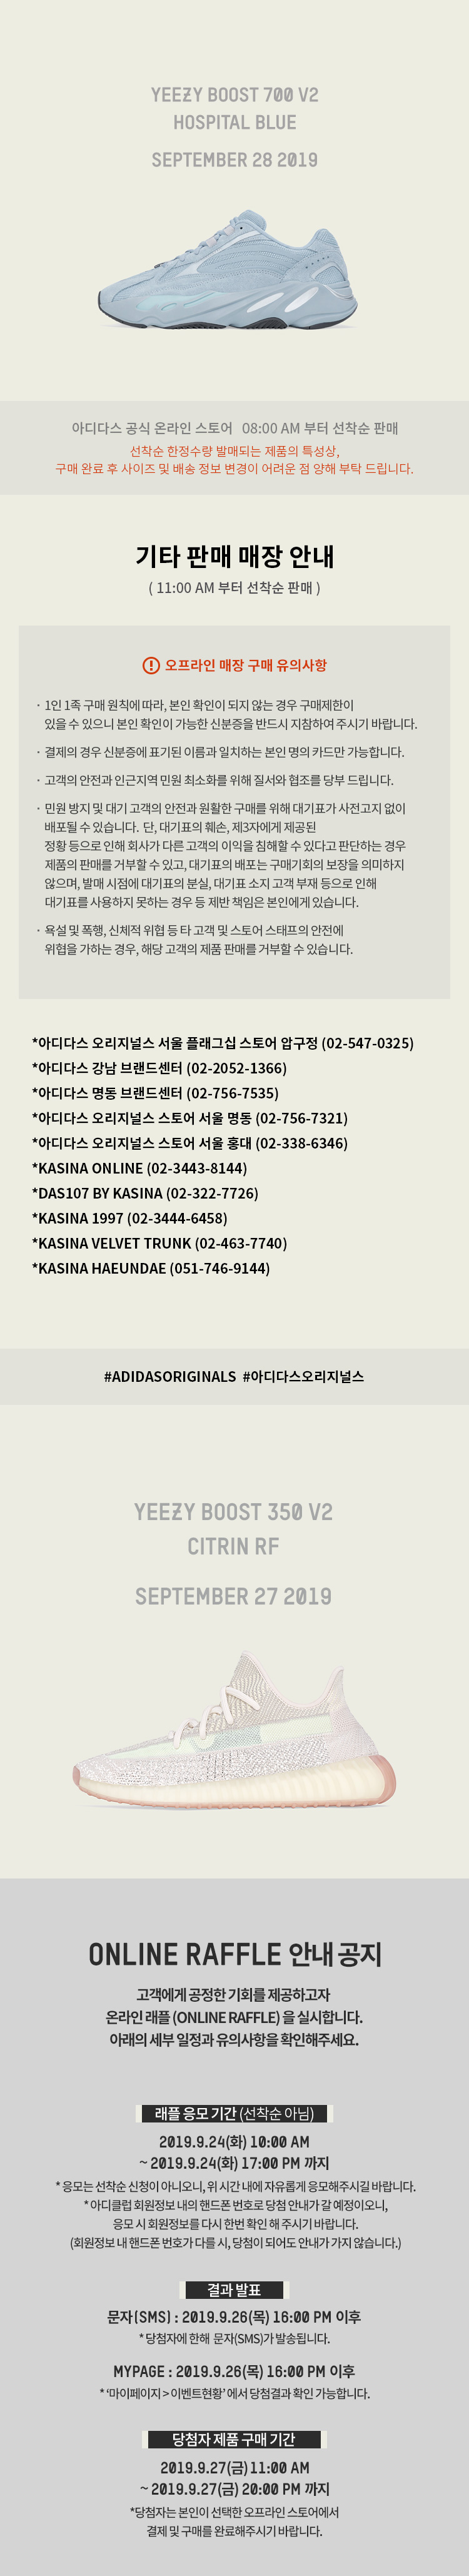 YEEZY BOOST 700 V2
HOSPITAL BLUE
SEPTEMBER 28 2019
아디다스 공식 온라인 스토어 08:00 AM 부터 선착순 판매
선착순 한정수량 발매되는 제품의 특성상,
구매 완료 후 사이즈 및 배송 정보 변경이 어려운 점 양해 부탁 드립니다.
기타 판매 매장 안내
( 11:00 AM 부터 선착순 판매 )
오프라인 매장 구매 유의사항
· 1인 1족 구매 원칙에 따라, 본인 확인이 되지 않는 경우 구매제한이
있을 수 있으니 본인 확인이 가능한 신분증을 반드시 지참하여 주시기 바랍니다.
· 결제의 경우 신분증에 표기된 이름과 일치하는 본인 명의 카드만 가능합니다.
· 고객의 안전과 인근지역 민원 최소화를 위해 질서와 협조를 당부 드립니다.
· 민원 방지 및 대기 고객의 안전과 원활한 구매를 위해 대기표가 사전고지 없이
배포될 수 있습니다. 단, 대기표의 훼손, 제3자에게 제공된
정황 등으로 인해 회사가 다른 고객의 이익을 침해할 수 있다고 판단하는 경우
제품의 판매를 거부할 수 있고, 대기표의 배포는 구매기회의 보장을 의미하지
않으며, 발매 시점에 대기표의 분실, 대기표 소지 고객 부재 등으로 인해
대기표를 사용하지 못하는 경우 등 제반 책임은 본인에게 있습니다.
· 욕설 및 폭행, 신체적 위협 등 타 고객 및 스토어 스태프의 안전에
위협을 가하는 경우, 해당 고객의 제품 판매를 거부할 수 있습니다.
*아디다스 오리지널스 서울 플래그십 스토어 압구정 (02-547-0325)
*아디다스 강남 브랜드센터 (02-2052-1366)
*아디다스 명동 브랜드센터 (02-756-7535)
*아디다스 오리지널스 스토어 서울 명동 (02-756-7321)
*아디다스 오리지널스 스토어 서울 홍대 (02-338-6346)
*KASINA ONLINE (02-3443-8144)
*DAS107 BY KASINA (02-322-7726)
*KASINA 1997 (02-3444-6458)
*KASINA VELVET TRUNK (02-463-7740)
*KASINA HAEUNDAE (051-746-9144)
#ADIDASORIGINALS #아디다스오리지널스
YEEZY BOOST 350 V2
CITRIN RF
SEPTEMBER 27 2019
ONLINE RAFFLE 안내 공지
고객에게 공정한 기회를 제공하고자
온라인 래플 (ONLINE RAFFLE) 을 실시합니다.
아래의 세부 일정과 유의사항을 확인해주세요.
래플 응모 기간 (선착순 아님)
2019.9.24(화) 10:00 AM
~ 2019.9.24(화) 17:00 PM 까지
* 응모는 선착순 신청이 아니오니, 위 시간 내에 자유롭게 응모해주시길 바랍니다.
* 아디클럽 회원정보 내의 핸드폰 번호로 당첨 안내가 갈 예정이오니,
응모 시 회원정보를 다시 한번 확인 해 주시기 바랍니다.
(회원정보 내 핸드폰 번호가 다를 시, 당첨이 되어도 안내가 가지 않습니다.)
결과 발표
문자(SMS) : 2019.9.26(목) 16:00 PM 이후
* 당첨자에 한해 문자(SMS)가 발송됩니다.
MYPAGE : 2019.9.26(목) 16:00 PM 이후
* ‘마이페이지 > 이벤트현황’ 에서 당첨결과 확인 가능합니다.
당첨자 제품 구매 기간
2019.9.27(금) 11:00 AM
~ 2019.9.27(금) 20:00 PM 까지
*당첨자는 본인이 선택한 오프라인 스토어에서
결제 및 구매를 완료해주시기 바랍니다.